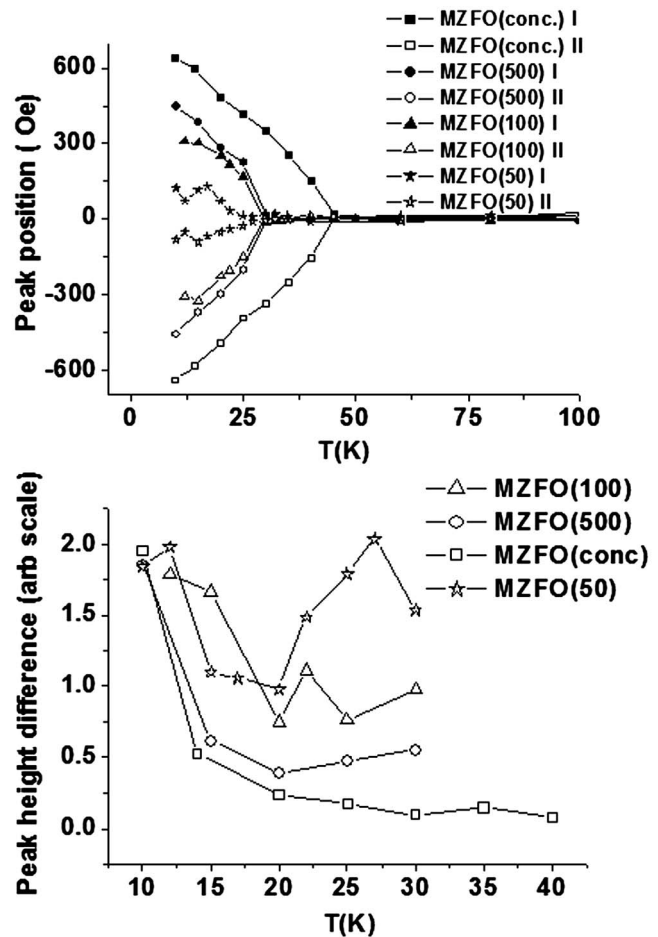 MZFO(conc.) I
MZFO(conc.) II
MZFO(500) I
MZFO(500) II
MZFO(100) I
MZFO(100) II
MZFO(50) I
MZFO(50) II
Peak position ( Oe)
600
300
0
-300
-600
0 25 50 75 100
T(K)
MZFO(100)
MZFO(500)
MZFO(conc)
MZFO(50)
Peak height difference (arb scale)
2.0
1.5
1.0
0.5
0.0
10 15 20 25 30 35 40
T(K)